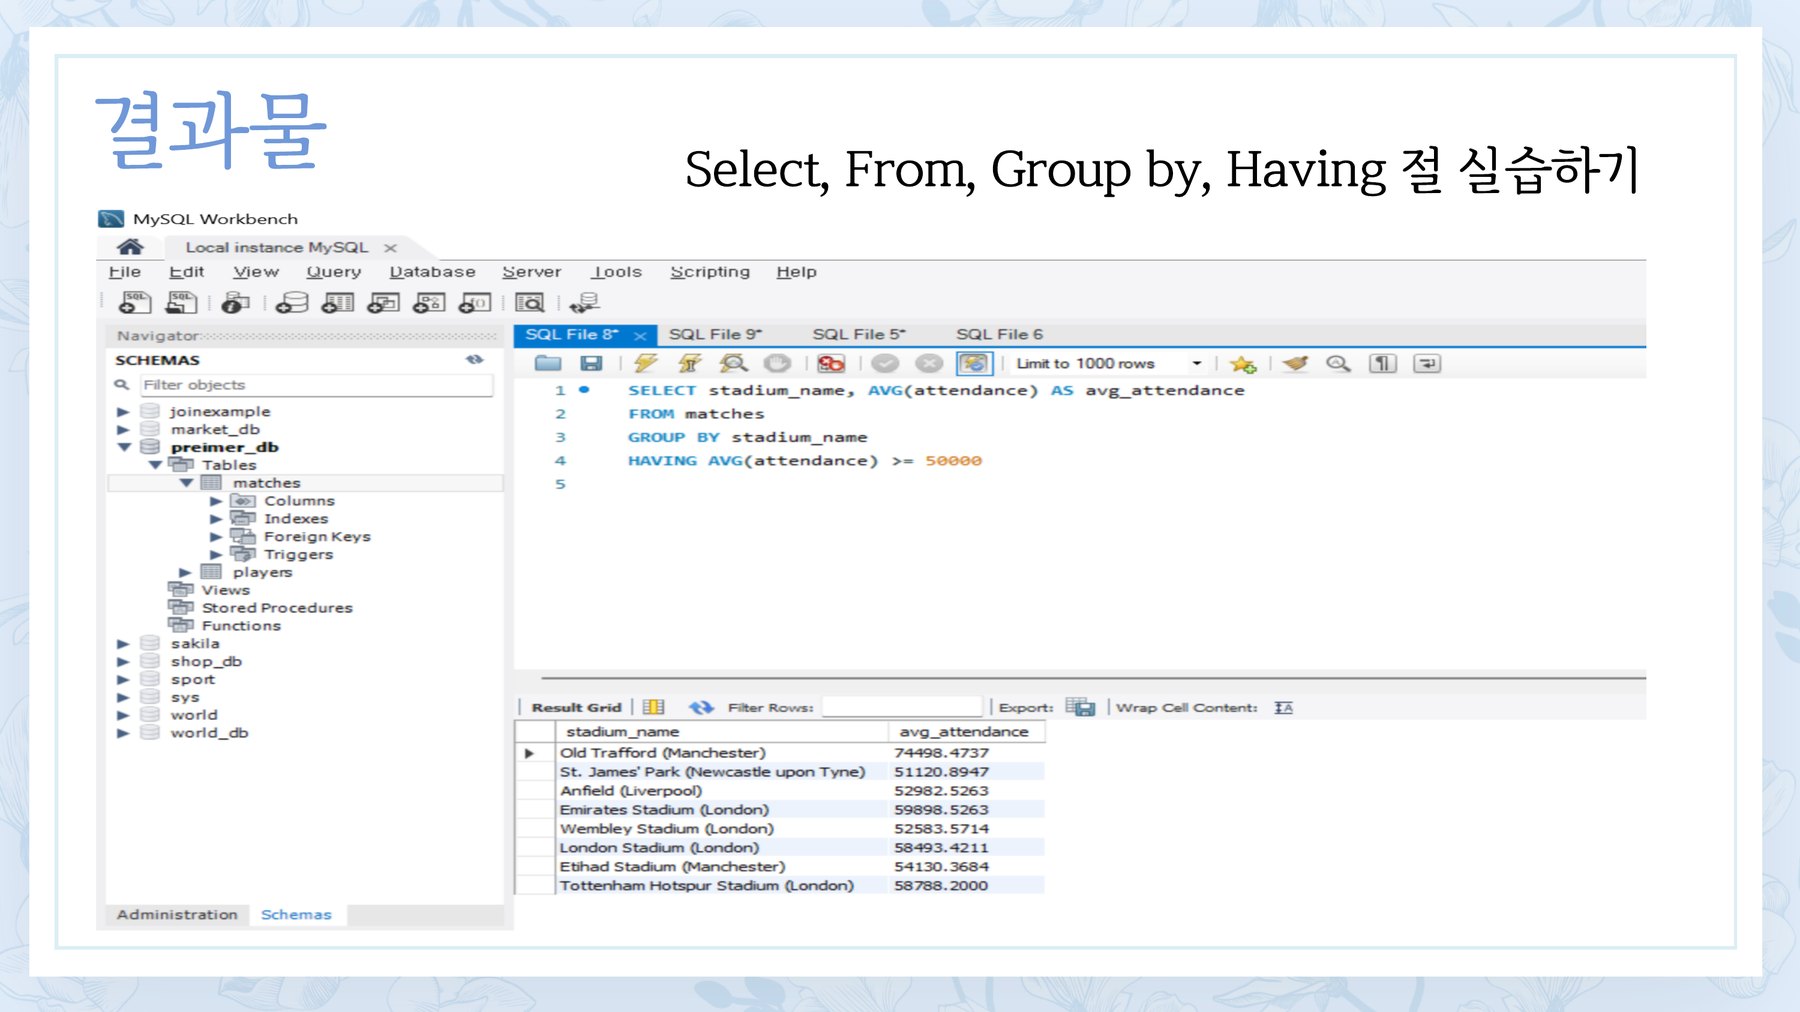 결과물
Select, From, Group by, Having 절 실습하기
MySQL Workbench
Local instance MySQL
File Edit View Query Database Server Tools Scripting Help
Navigator
SCHEMAS
Filter objects
joinexample
market_db
preimer_db
Tables
matches
Columns
Indexes
Foreign Keys
Triggers
players
Views
Stored Procedures
Functions
sakila
shop_db
sport
sys
world
world_db
Administration Schemas
SQL File 8* SQL File 9* SQL File 5* SQL File 6
Limit to 1000 rows
1 SELECT stadium_name, AVG(attendance) AS avg_attendance
2 FROM matches
3 GROUP BY stadium_name
4 HAVING AVG(attendance) >= 50000
5
Result Grid Filter Rows: Export: Wrap Cell Content:
stadium_name avg_attendance
Old Trafford (Manchester) 74498.4737
St. James' Park (Newcastle upon Tyne) 51120.8947
Anfield (Liverpool) 52982.5263
Emirates Stadium (London) 59898.5263
Wembley Stadium (London) 52583.5714
London Stadium (London) 58493.4211
Etihad Stadium (Manchester) 54130.3684
Tottenham Hotspur Stadium (London) 58788.2000